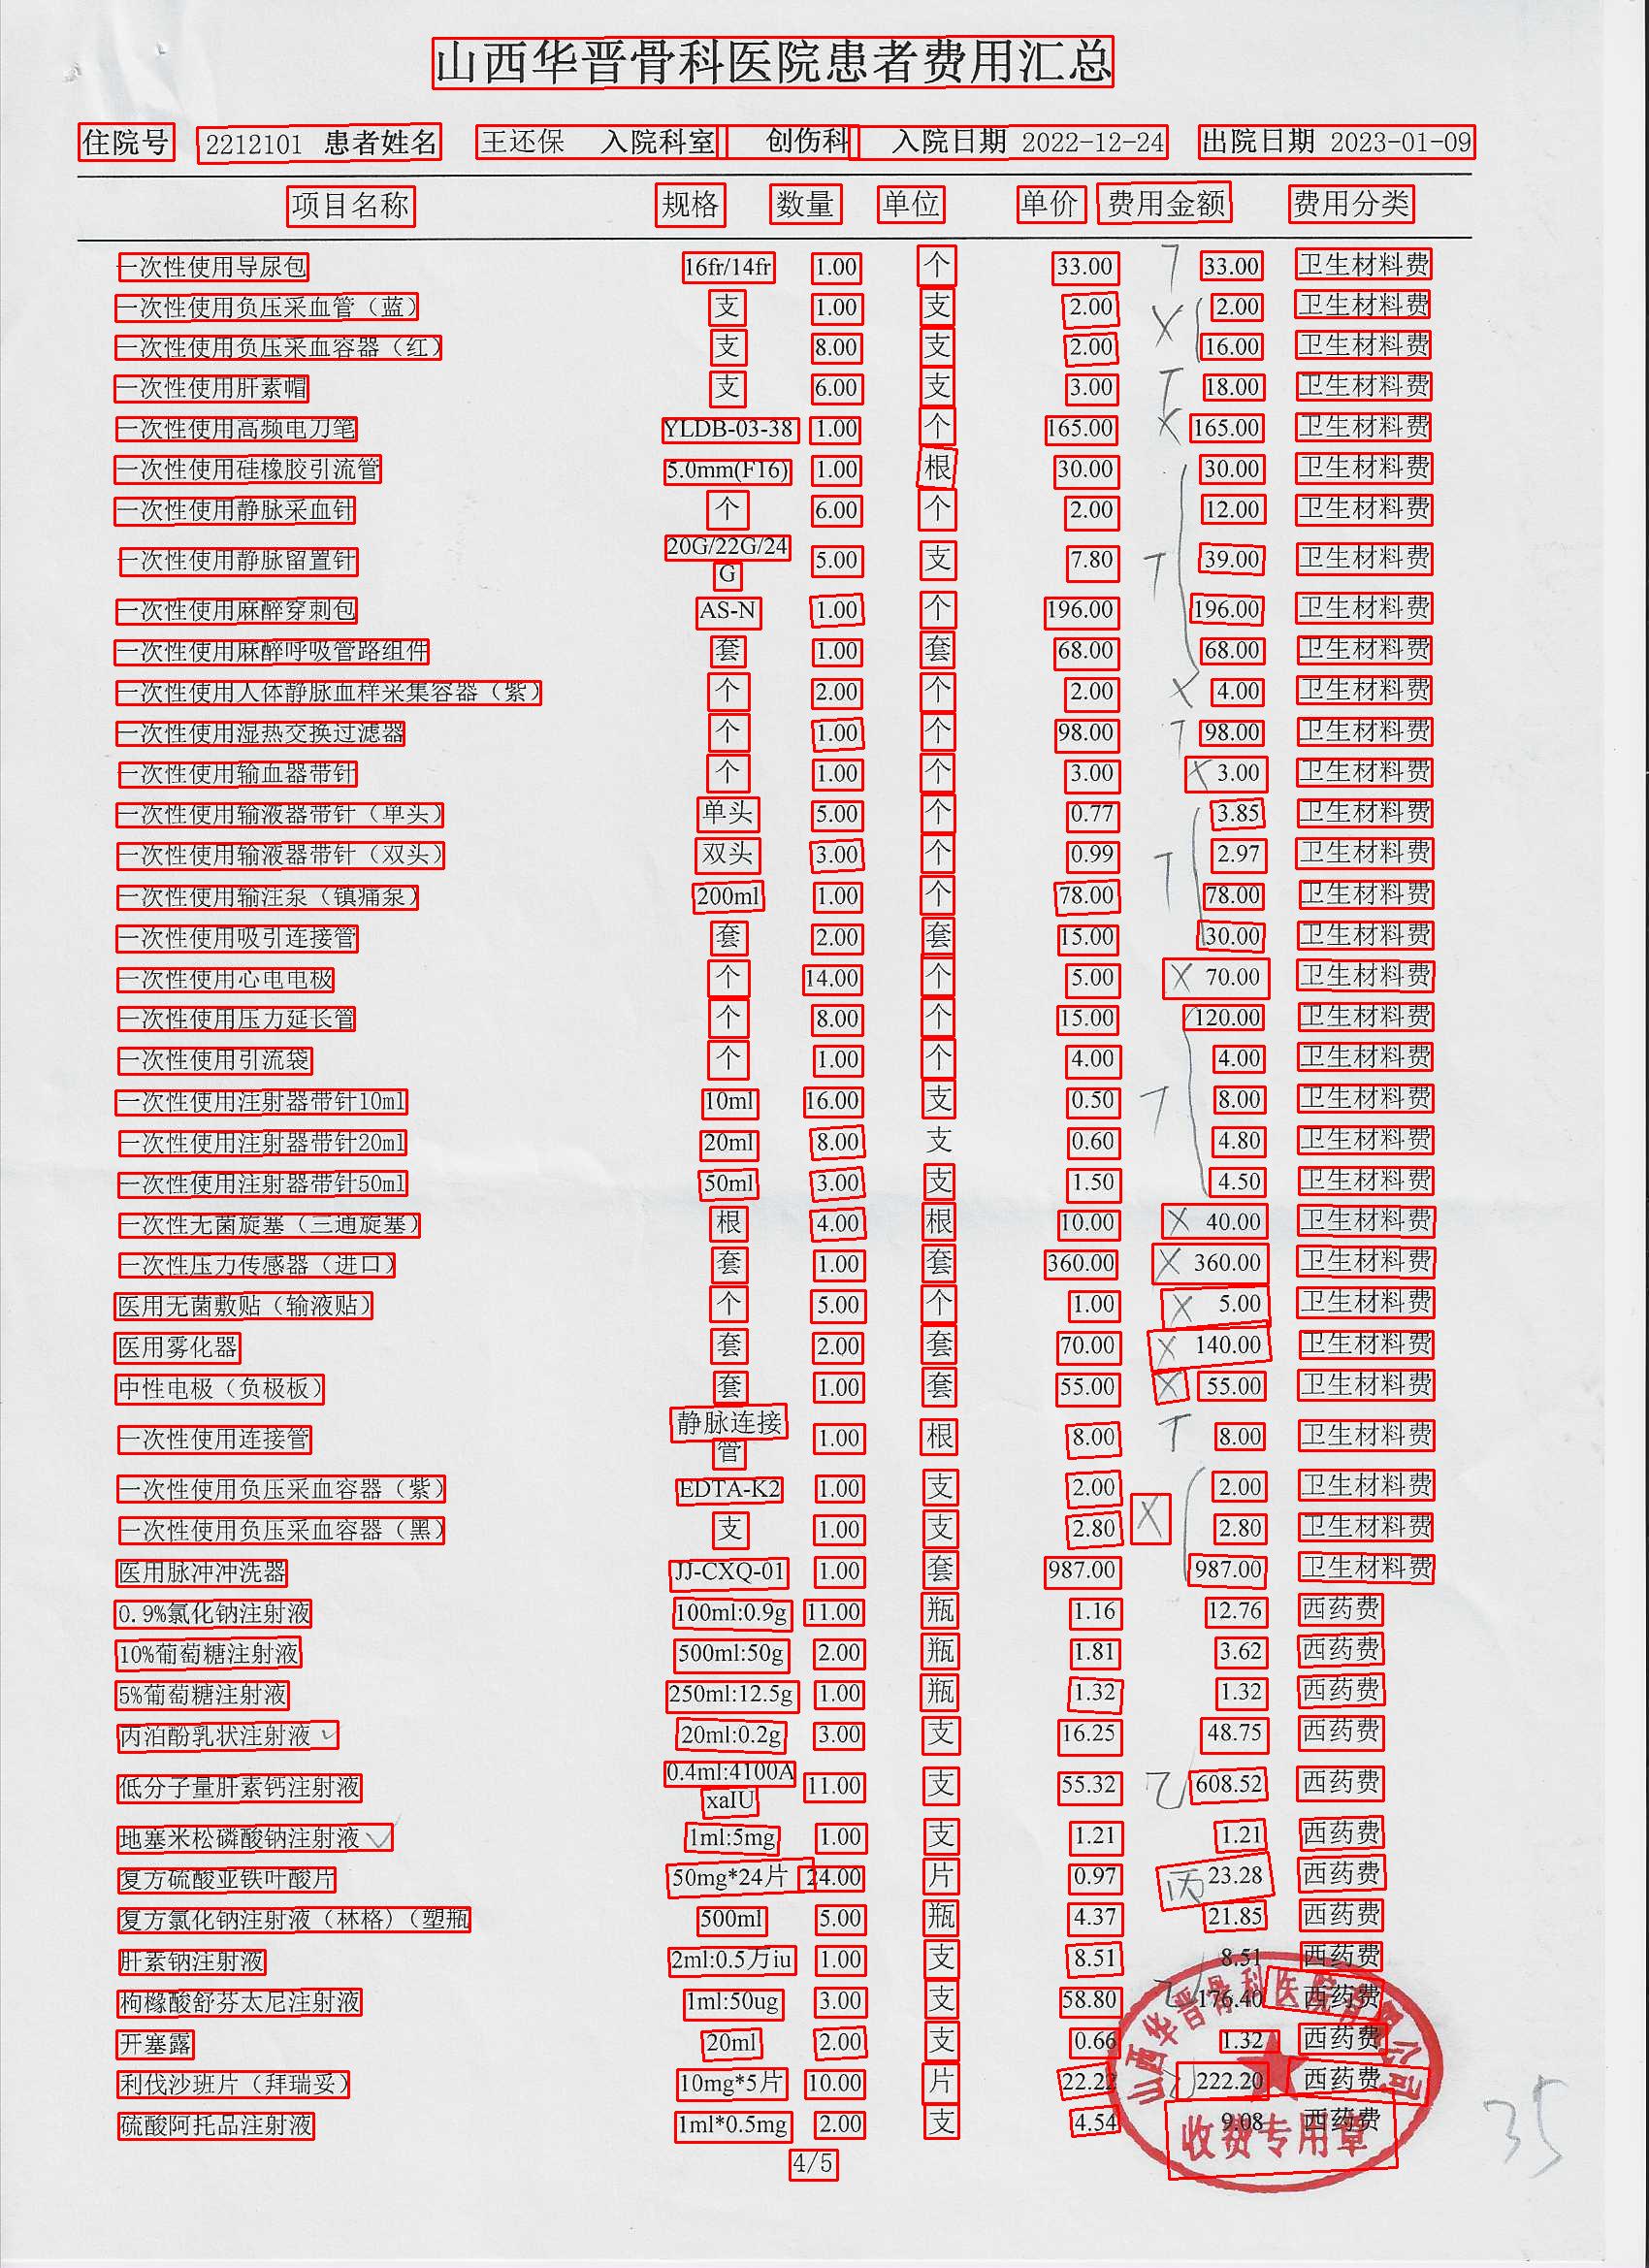 山西华晋骨科医院患者费用汇总
住院号 2212101 患者姓名 王还保 入院科室 创伤科 入院日期 2022-12-24 出院日期 2023-01-09
项目名称 规格 数量 单位 单价 费用金额 费用分类
一次性使用导尿包 16fr/14fr 1.00 个 33.00 33.00 卫生材料费
一次性使用负压采血管（蓝） 支 1.00 支 2.00 X 2.00 卫生材料费
一次性使用负压采血容器（红） 支 8.00 支 2.00 16.00 卫生材料费
一次性使用肝素帽 支 6.00 支 3.00 T 18.00 卫生材料费
一次性使用高频电刀笔 YLDB-03-38 1.00 个 165.00 X 165.00 卫生材料费
一次性使用硅橡胶引流管 5.0mm(F16) 1.00 根 30.00 30.00 卫生材料费
一次性使用静脉采血针 个 6.00 个 2.00 12.00 卫生材料费
一次性使用静脉留置针 20G/22G/24G 5.00 支 7.80 T 39.00 卫生材料费
一次性使用麻醉穿刺包 AS-N 1.00 个 196.00 196.00 卫生材料费
一次性使用麻醉呼吸管路组件 套 1.00 套 68.00 68.00 卫生材料费
一次性使用人体静脉血样采集容器（紫） 个 2.00 个 2.00 X 4.00 卫生材料费
一次性使用湿热交换过滤器 个 1.00 个 98.00 T 98.00 卫生材料费
一次性使用输血器带针 个 1.00 个 3.00 X 3.00 卫生材料费
一次性使用输液器带针（单头） 单头 5.00 个 0.77 3.85 卫生材料费
一次性使用输液器带针（双头） 双头 3.00 个 0.99 T 2.97 卫生材料费
一次性使用输注泵（镇痛泵） 200ml 1.00 个 78.00 78.00 卫生材料费
一次性使用吸引连接管 套 2.00 套 15.00 30.00 卫生材料费
一次性使用心电电极 个 14.00 个 5.00 X 70.00 卫生材料费
一次性使用压力延长管 个 8.00 个 15.00 120.00 卫生材料费
一次性使用引流袋 个 1.00 个 4.00 4.00 卫生材料费
一次性使用注射器带针10ml 10ml 16.00 支 0.50 T 8.00 卫生材料费
一次性使用注射器带针20ml 20ml 8.00 支 0.60 4.80 卫生材料费
一次性使用注射器带针50ml 50ml 3.00 支 1.50 4.50 卫生材料费
一次性无菌旋塞（三通旋塞） 根 4.00 根 10.00 X 40.00 卫生材料费
一次性压力传感器（进口） 套 1.00 套 360.00 X 360.00 卫生材料费
医用无菌敷贴（输液贴） 个 5.00 个 1.00 X 5.00 卫生材料费
医用雾化器 套 2.00 套 70.00 X 140.00 卫生材料费
中性电极（负极板） 套 1.00 套 55.00 X 55.00 卫生材料费
一次性使用连接管 静脉连接管 1.00 根 8.00 T 8.00 卫生材料费
一次性使用负压采血容器（紫） EDTA-K2 1.00 支 2.00 2.00 卫生材料费
一次性使用负压采血容器（黑） 支 1.00 支 2.80 X 2.80 卫生材料费
医用脉冲冲洗器 JJ-CXQ-01 1.00 套 987.00 987.00 卫生材料费
0.9%氯化钠注射液 100ml:0.9g 11.00 瓶 1.16 12.76 西药费
10%葡萄糖注射液 500ml:50g 2.00 瓶 1.81 3.62 西药费
5%葡萄糖注射液 250ml:12.5g 1.00 瓶 1.32 1.32 西药费
丙泊酚乳状注射液 20ml:0.2g 3.00 支 16.25 48.75 西药费
低分子量肝素钙注射液 0.4ml:4100AxaIU 11.00 支 55.32 乙 608.52 西药费
地塞米松磷酸钠注射液 1ml:5mg 1.00 支 1.21 1.21 西药费
复方硫酸亚铁叶酸片 50mg*24片 24.00 片 0.97 丙 23.28 西药费
复方氯化钠注射液（林格）（塑瓶 500ml 5.00 瓶 4.37 21.85 西药费
肝素钠注射液 2ml:0.5万iu 1.00 支 8.51 8.51 西药费
枸橼酸舒芬太尼注射液 1ml:50ug 3.00 支 58.80 乙 176.40 西药费
开塞露 20ml 2.00 支 0.66 1.32 西药费
利伐沙班片（拜瑞妥） 10mg*5片 10.00 片 22.22 222.20 西药费
硫酸阿托品注射液 1ml*0.5mg 2.00 支 4.54 9.08 西药费
山西华晋骨科医院有限公司
收费专用章
4/5
35